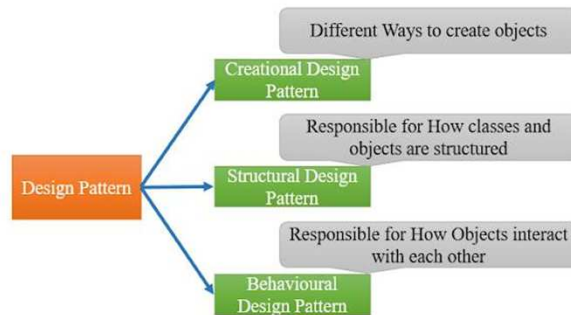 Different Ways to create objects
Creational Design
Pattern
Responsible for How classes and
objects are structured
Design Pattern
Structural Design
Pattern
Responsible for How Objects interact
with each other
Behavioural
Design Pattern